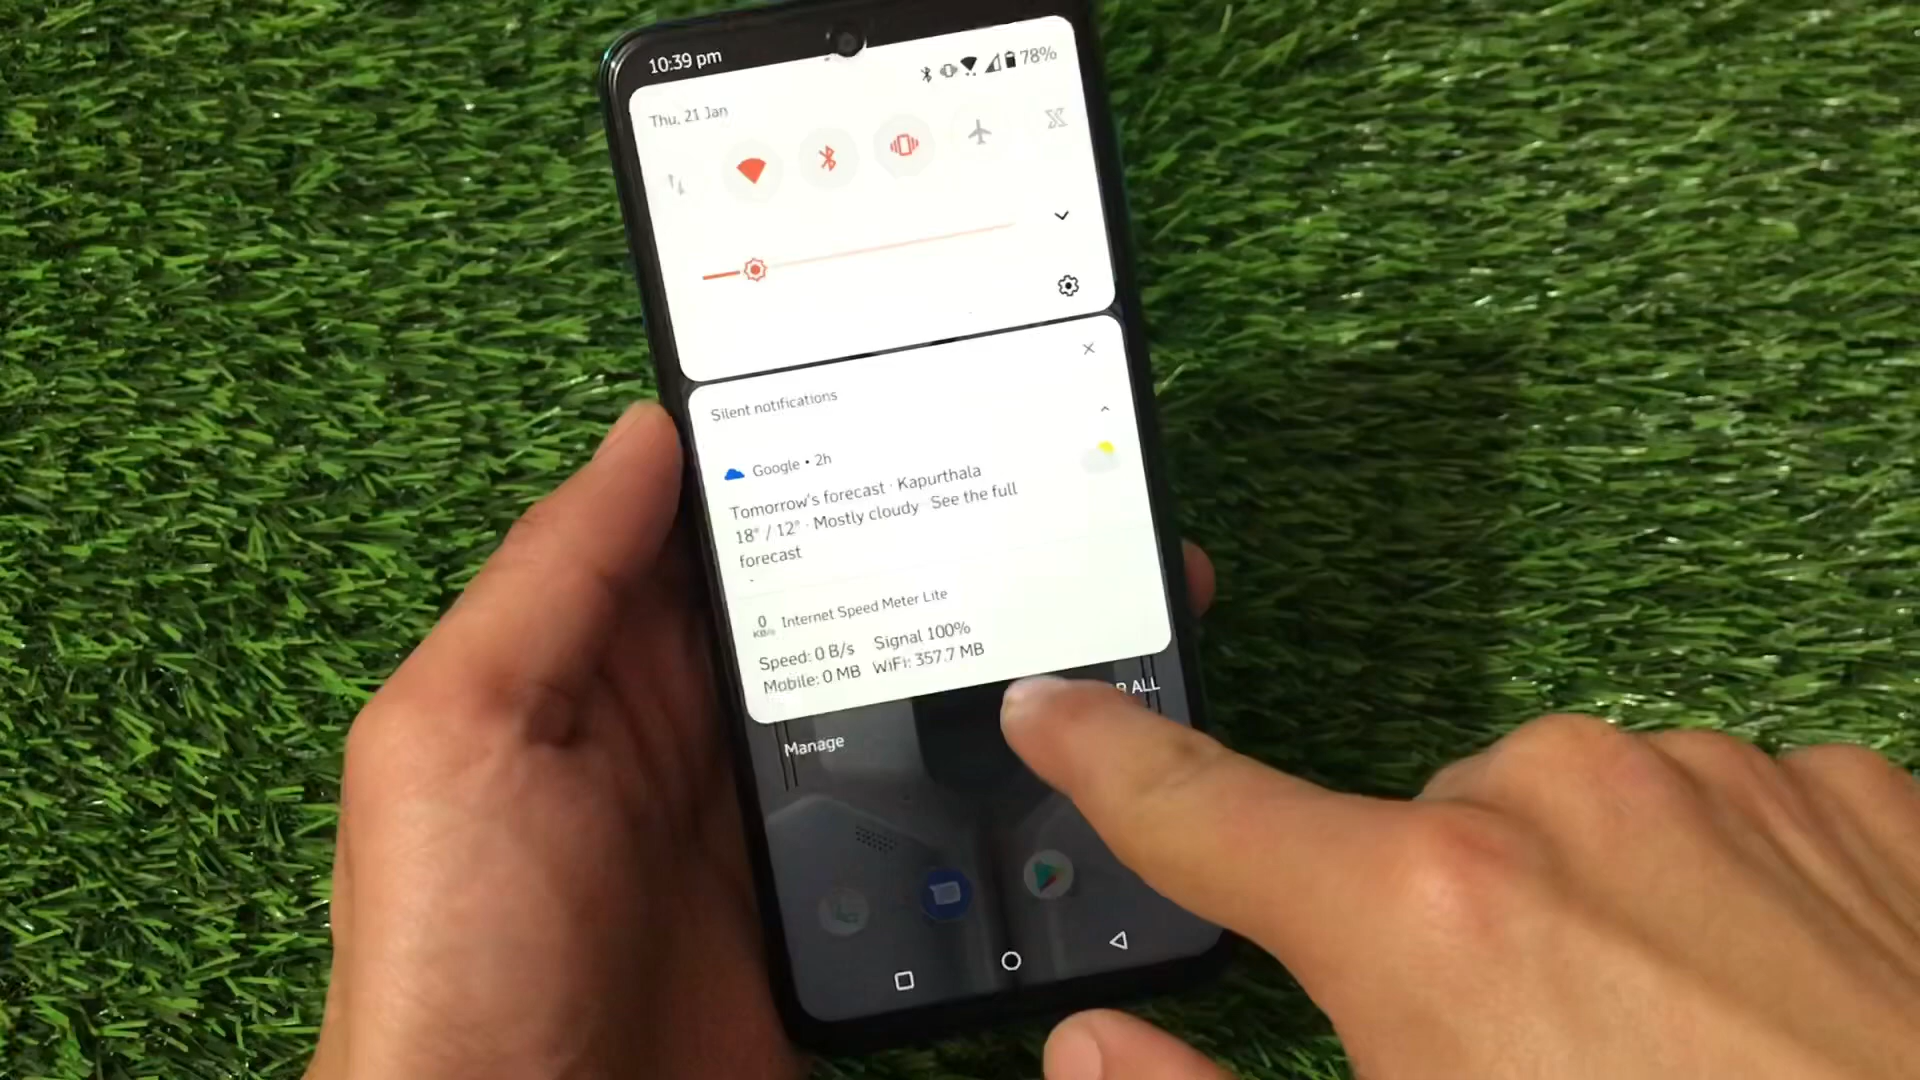 10:39 pm
78%
Thu, 21 Jan
Silent notifications
Google • 2h
Tomorrow's forecast · Kapurthala
18° / 12° · Mostly cloudy See the full
forecast
0
KB/s
Internet Speed Meter Lite
Speed: 0 B/s Signal 100%
Mobile: 0 MB WiFi: 357.7 MB
ALL
Manage